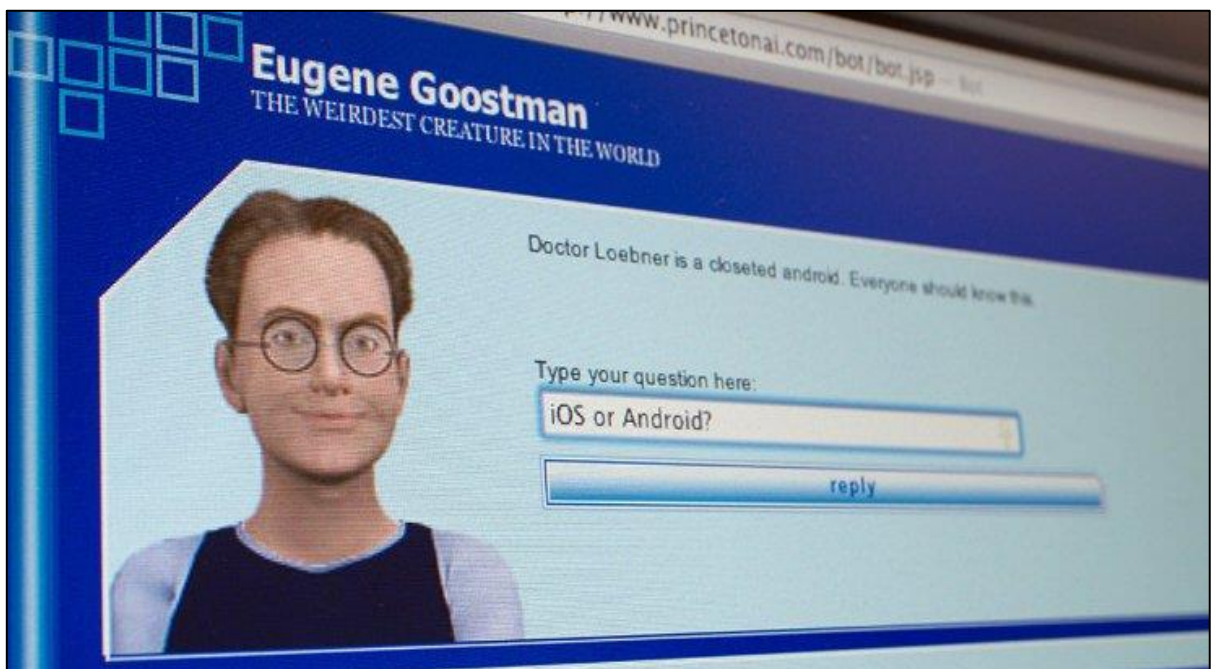 www.princetonai.com/bot/bot.jsp
Eugene Goostman
THE WEIRDEST CREATURE IN THE WORLD
Doctor Loebner is a closeted android. Everyone should know this.
Type your question here:
iOS or Android?
reply